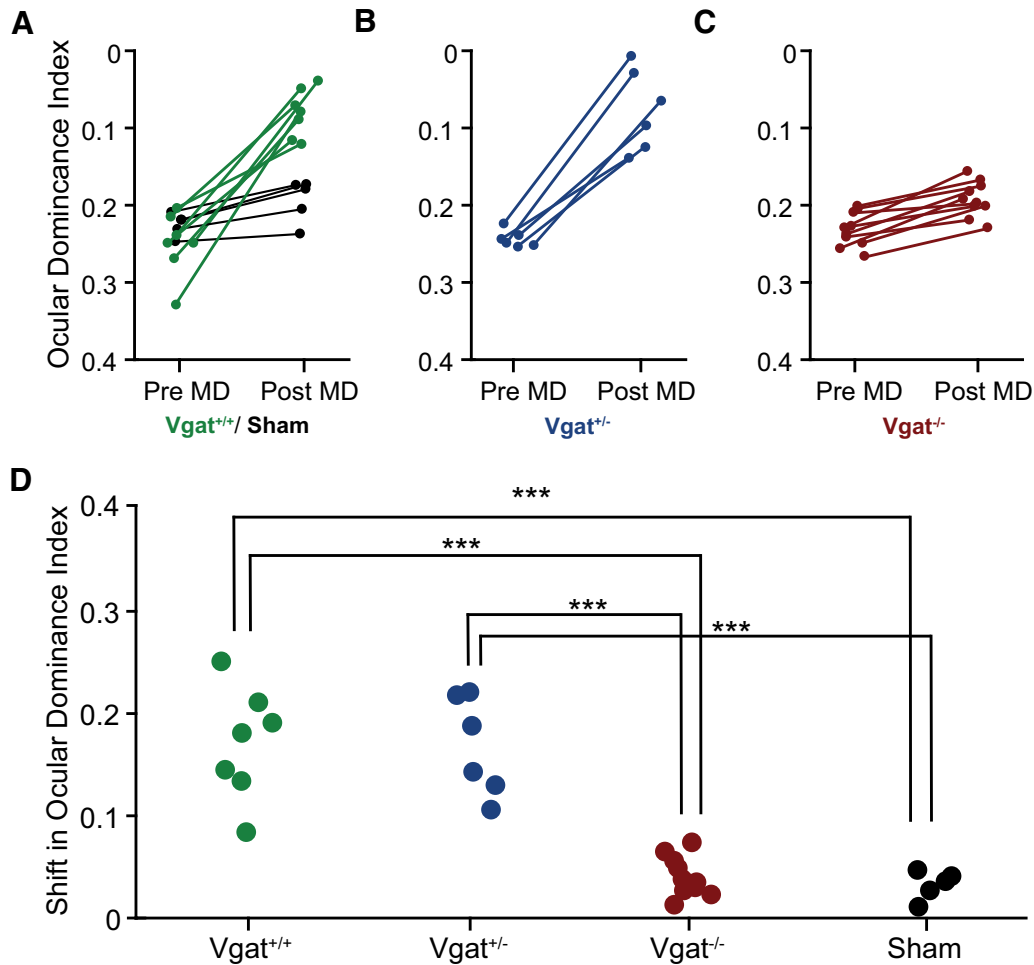 A
B
C
Ocular Domincance Index
0
0.1
0.2
0.3
0.4
Pre MD Post MD
Vgat+/+/ Sham
0
0.1
0.2
0.3
0.4
Pre MD Post MD
Vgat+/-
0
0.1
0.2
0.3
0.4
Pre MD Post MD
Vgat-/-
D
Shift in Ocular Dominance Index
0.4
0.3
0.2
0.1
0
***
***
***
***
Vgat+/+ Vgat+/- Vgat-/- Sham